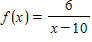 f(x) = 6/(x − 10)